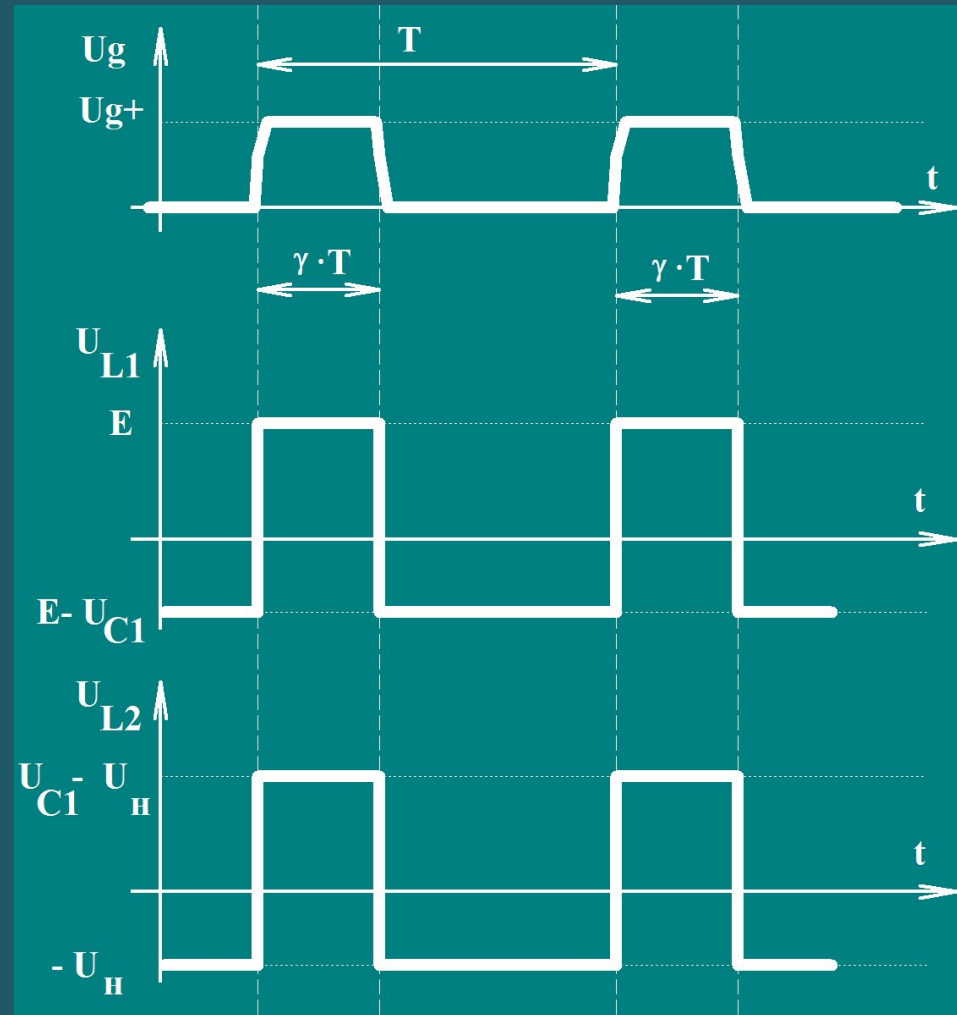 Ug
T
Ug+
t
γ·T
γ·T
U L1
E
t
E- U C1
U L2
U C1 - U н
t
- U н